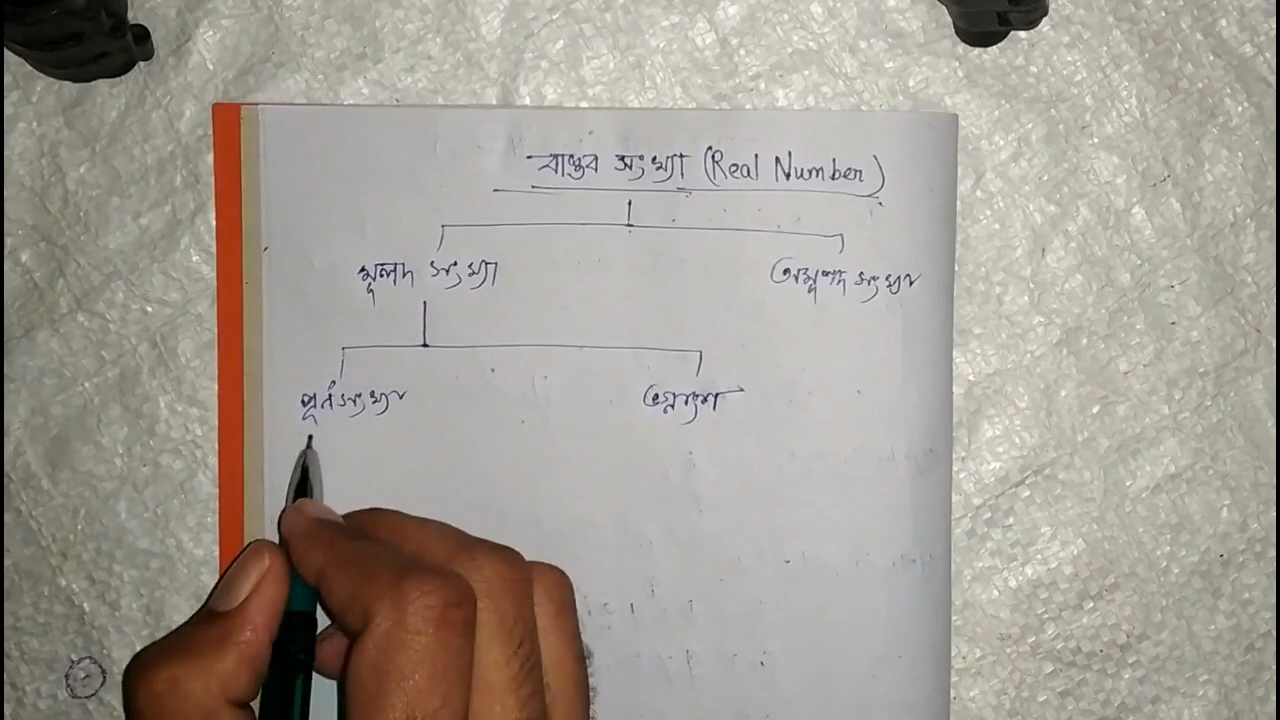 বাস্তব সংখ্যা (Real Number)
মূলদ সংখ্যা অমূলদ সংখ্যা
পূর্ণসংখ্যা ভগ্নাংশ